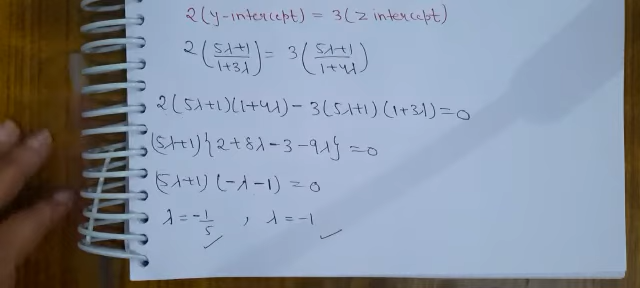 2(y-intercept) = 3(z intercept)
2(5λ+1/1+3λ) = 3(5λ+1/1+4λ)
2(5λ+1)(1+4λ) - 3(5λ+1)(1+3λ) = 0
(5λ+1){2+8λ-3-9λ} = 0
(5λ+1)(-λ-1) = 0
λ = -1/5 , λ = -1